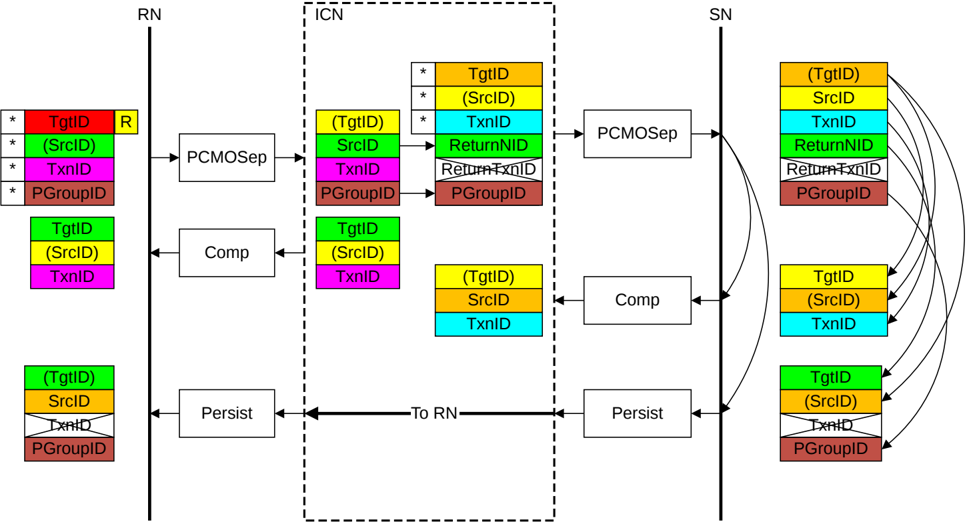 RN
ICN
SN
* TgtID R
* (SrcID)
* TxnID
* PGroupID
PCMOSep
(TgtID)
SrcID
TxnID
PGroupID
* TgtID
* (SrcID)
* TxnID
ReturnNID
ReturnTxnID
PGroupID
PCMOSep
(TgtID)
SrcID
TxnID
ReturnNID
ReturnTxnID
PGroupID
TgtID
(SrcID)
TxnID
Comp
TgtID
(SrcID)
TxnID
(TgtID)
SrcID
TxnID
Comp
TgtID
(SrcID)
TxnID
(TgtID)
SrcID
TxnID
PGroupID
Persist
To RN
Persist
TgtID
(SrcID)
TxnID
PGroupID